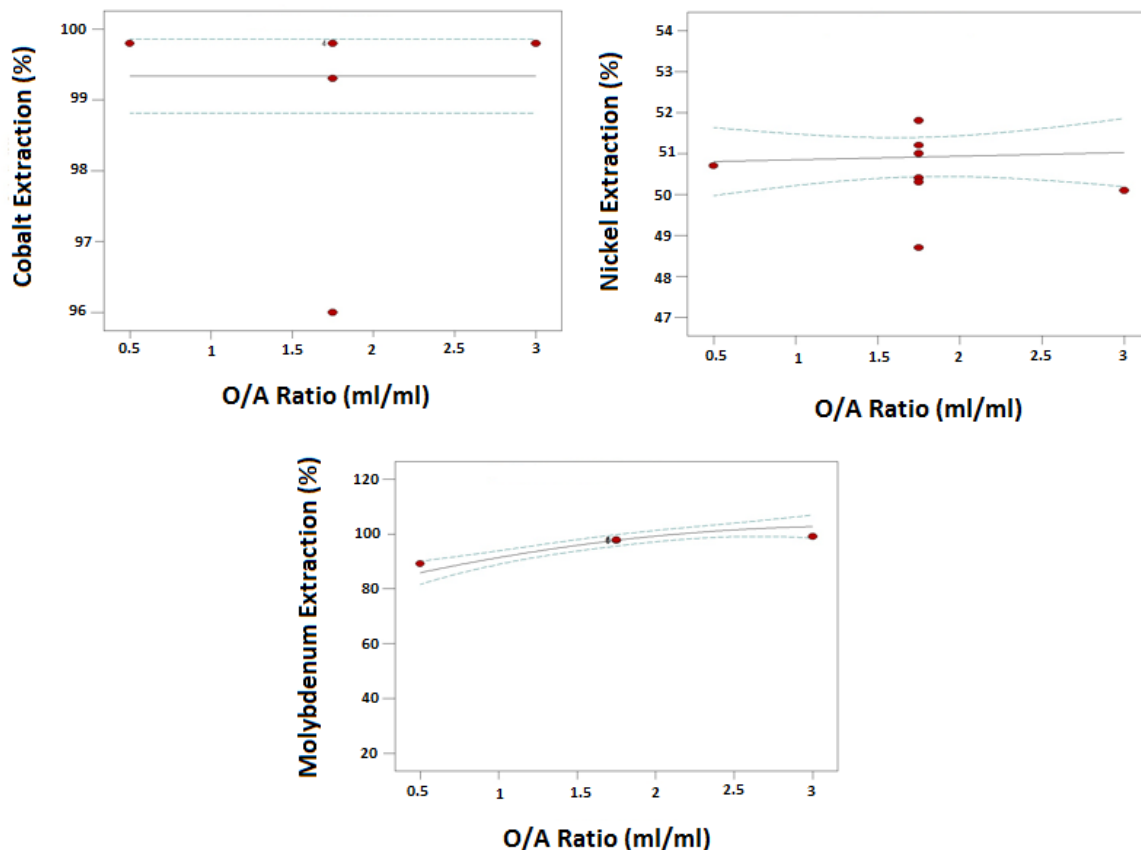 Cobalt Extraction (%)
100
99
98
97
96
0.5 1 1.5 2 2.5 3
O/A Ratio (ml/ml)
Nickel Extraction (%)
54
53
52
51
50
49
48
47
0.5 1 1.5 2 2.5 3
O/A Ratio (ml/ml)
Molybdenum Extraction (%)
120
100
80
60
40
20
0.5 1 1.5 2 2.5 3
O/A Ratio (ml/ml)